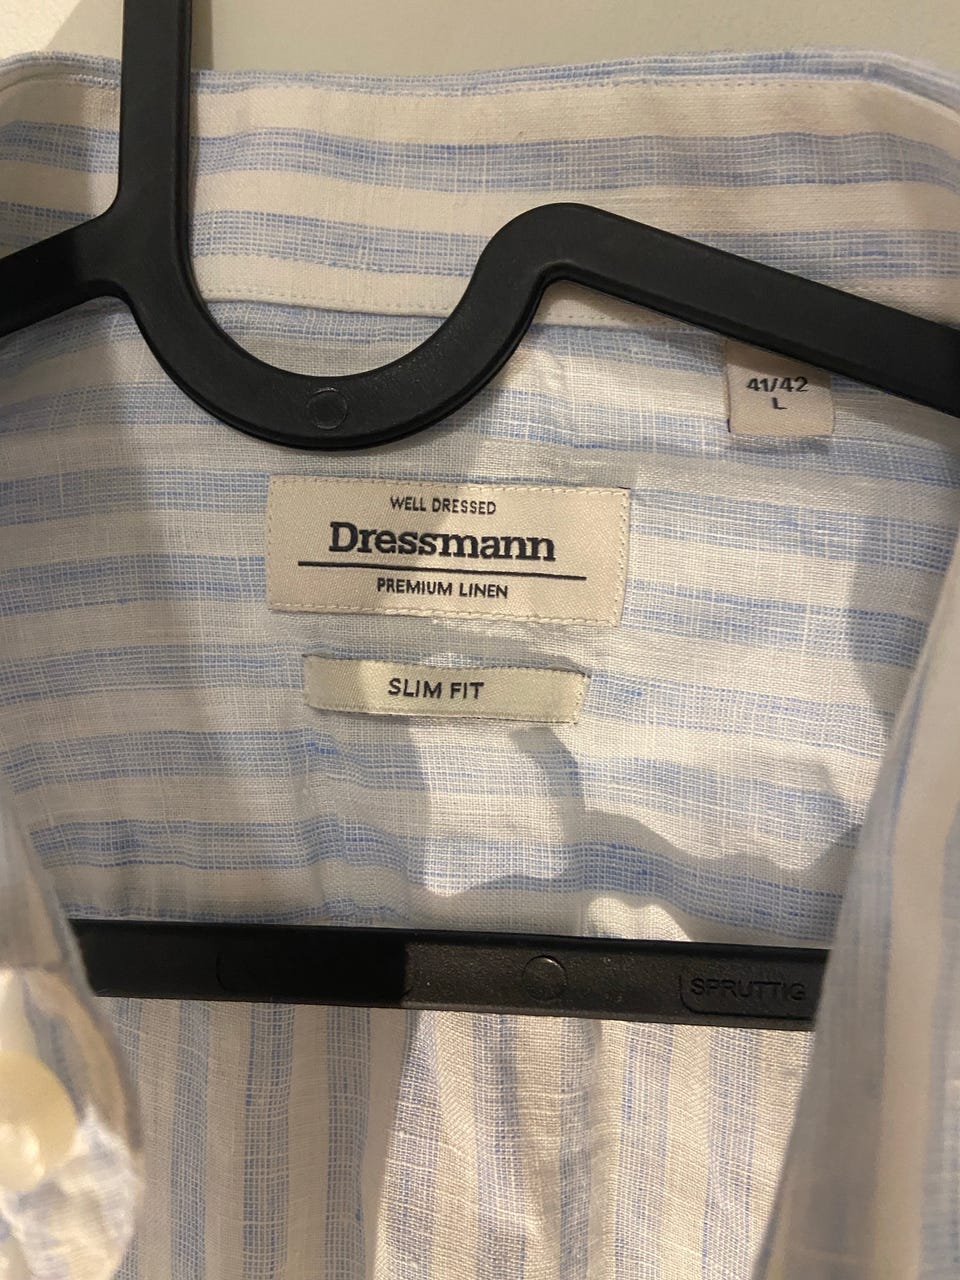 41/42
L
WELL DRESSED
Dressmann
PREMIUM LINEN
SLIM FIT
SPRUTTIG